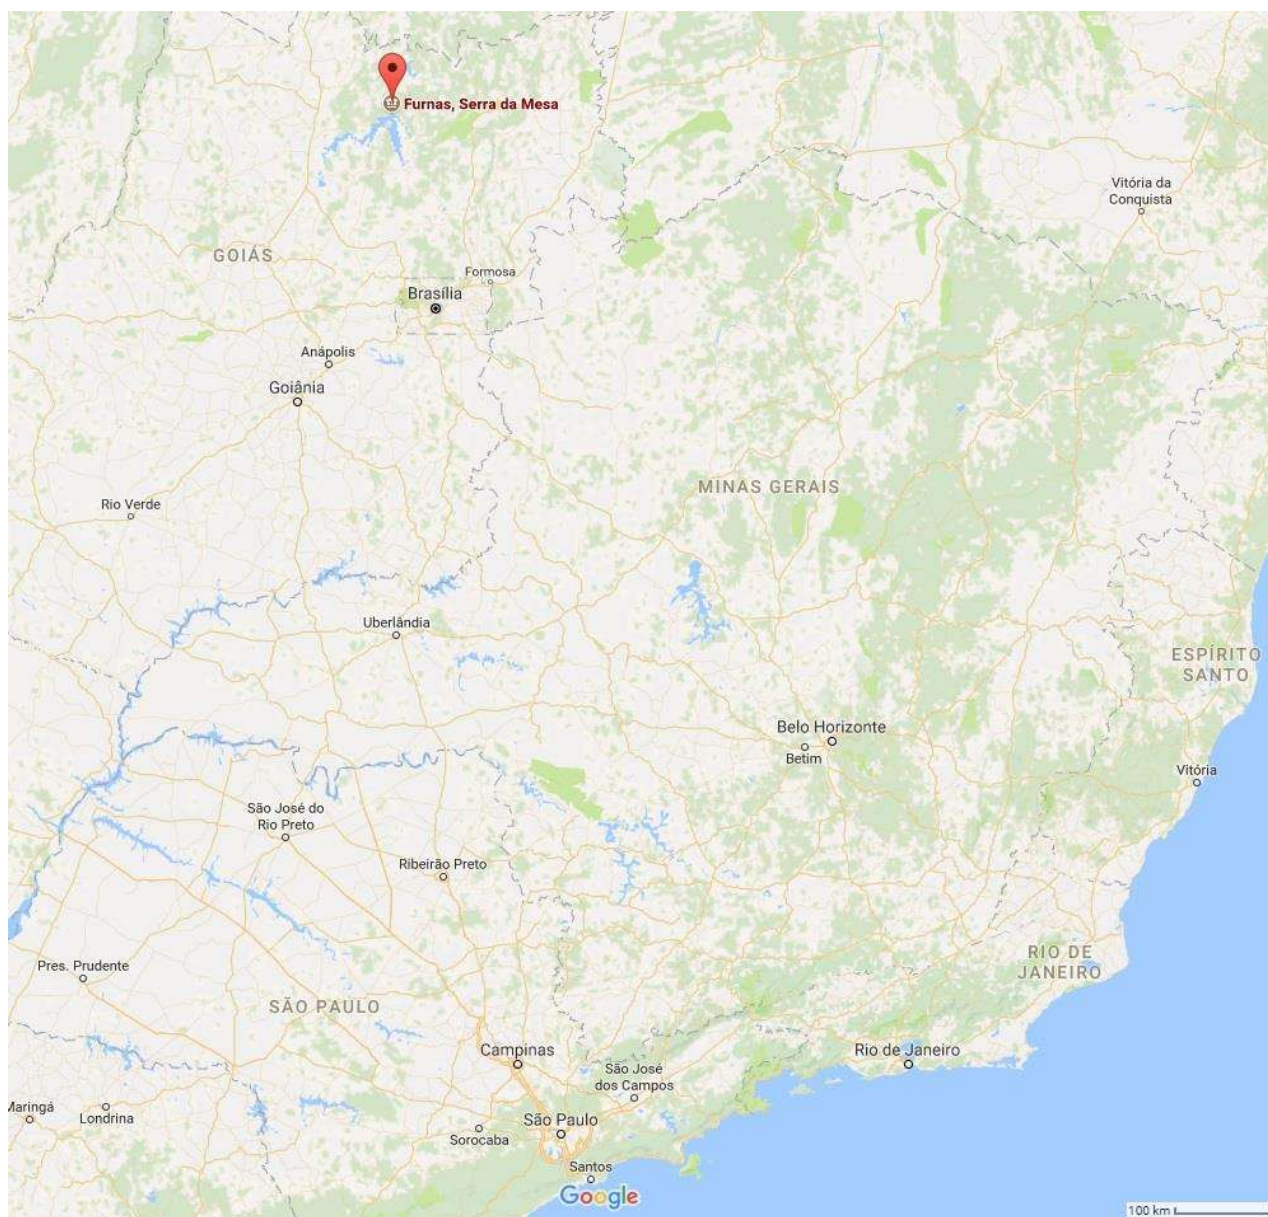 Furnas, Serra da Mesa
Vitória da
Conquista
GOIÁS
Formosa
Brasília
Anápolis
Goiânia
MINAS GERAIS
Rio Verde
Uberlândia
ESPÍRITO
SANTO
Belo Horizonte
Betim
Vitória
São José do
Rio Preto
Ribeirão Preto
RIO DE
JANEIRO
Pres. Prudente
SÃO PAULO
Campinas
Rio de Janeiro
São José
dos Campos
Maringá
Londrina
São Paulo
Sorocaba
Santos
Google
100 km